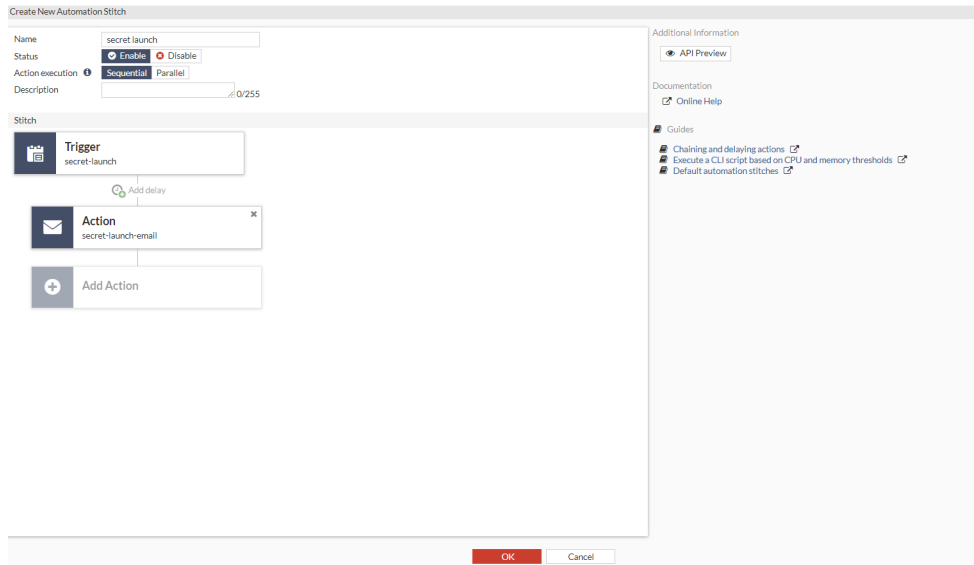 Create New Automation Stitch
Name secret launch
Status Enable Disable
Action execution Sequential Parallel
Description 0/255
Stitch
Trigger
secret-launch
Add delay
Action
secret-launch-email
Add Action
Additional Information
API Preview
Documentation
Online Help
Guides
Chaining and delaying actions
Execute a CLI script based on CPU and memory thresholds
Default automation stitches
OK Cancel